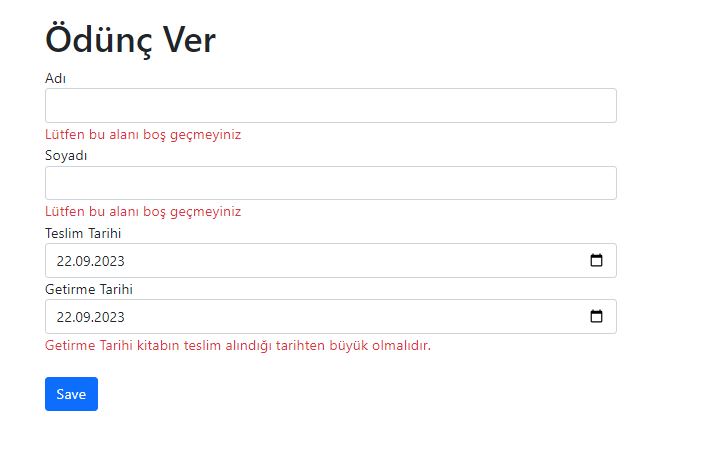 Ödünç Ver
Adı
Lütfen bu alanı boş geçmeyiniz
Soyadı
Lütfen bu alanı boş geçmeyiniz
Teslim Tarihi
22.09.2023
Getirme Tarihi
22.09.2023
Getirme Tarihi kitabın teslim alındığı tarihten büyük olmalıdır.
Save